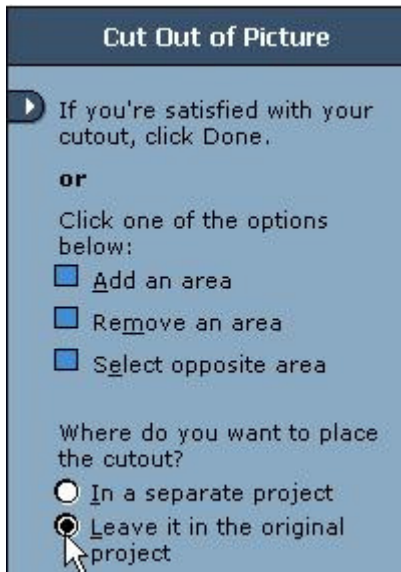 Cut Out of Picture
If you're satisfied with your
cutout, click Done.
or
Click one of the options
below:
Add an area
Remove an area
Select opposite area
Where do you want to place
the cutout?
In a separate project
Leave it in the original
project